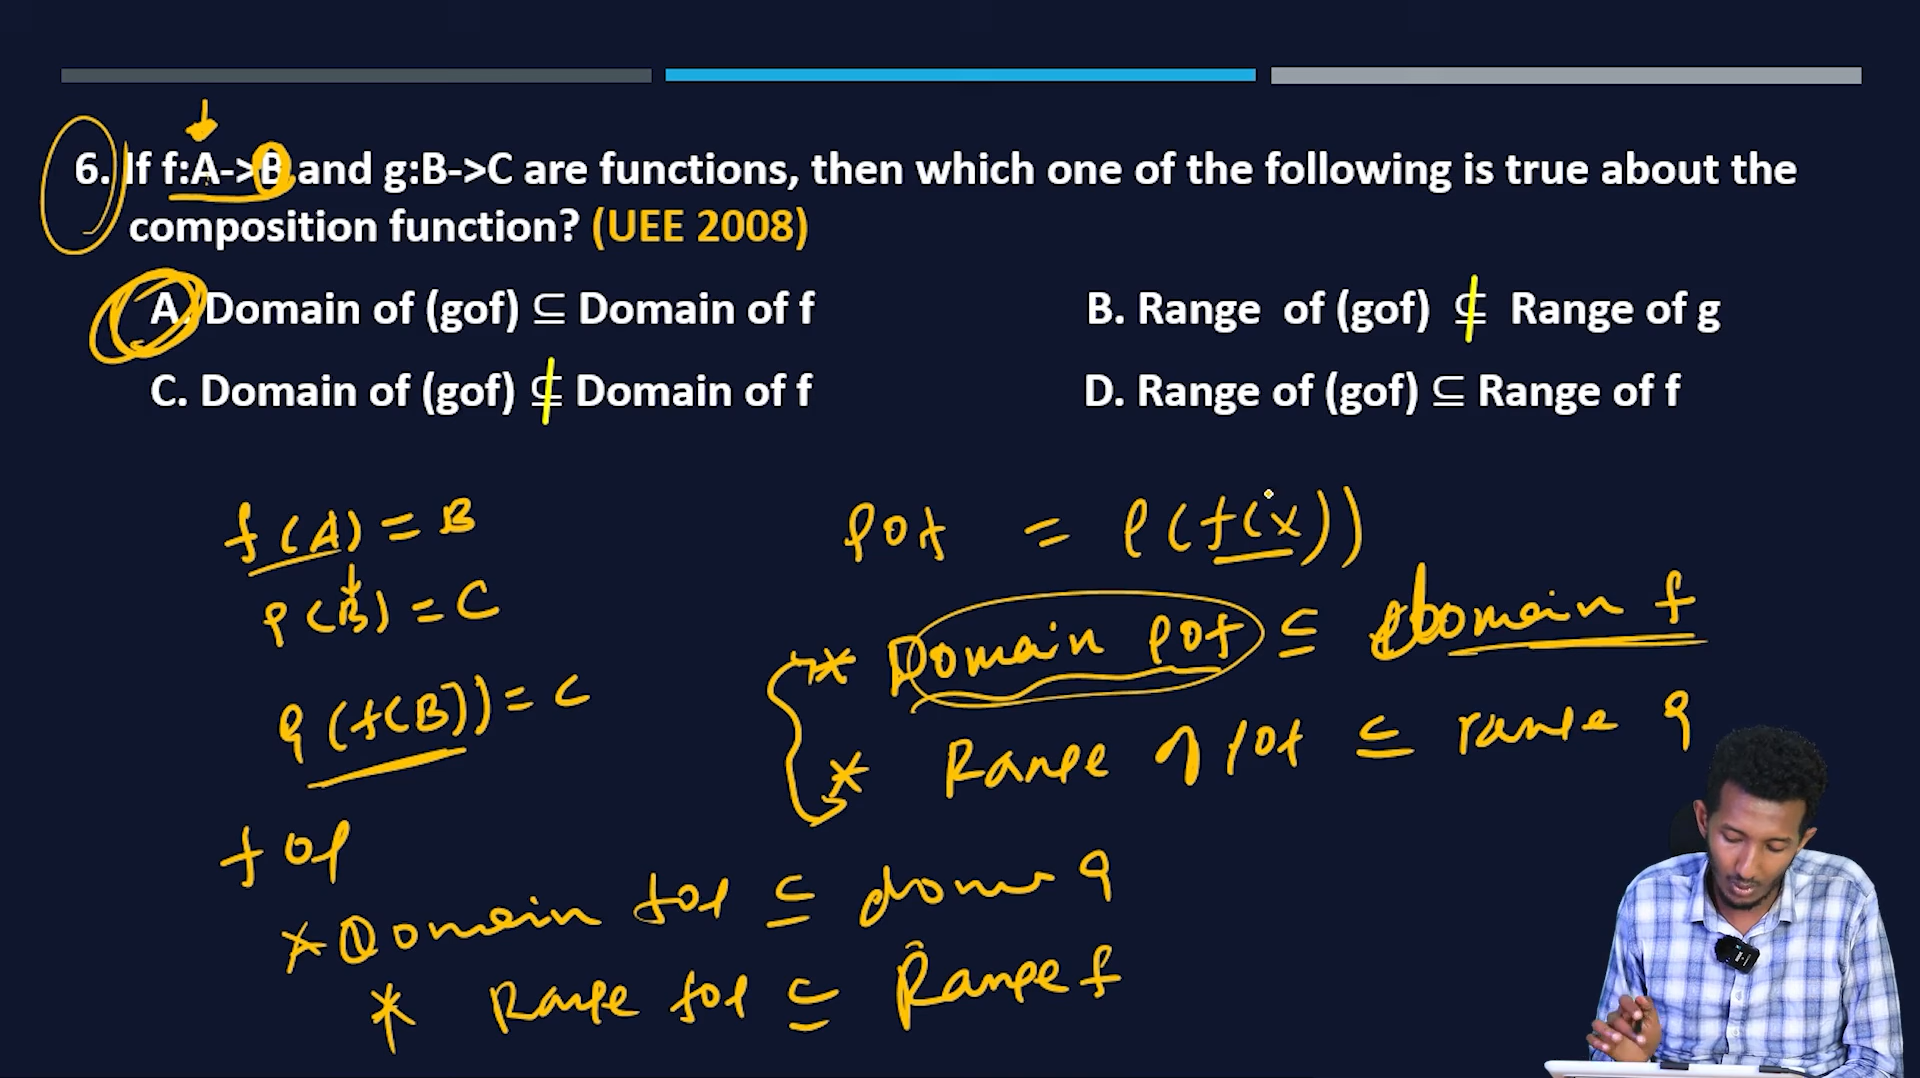 6. If f:A->B and g:B->C are functions, then which one of the following is true about the
composition function? (UEE 2008)
A. Domain of (gof) ⊆ Domain of f
B. Range of (gof) ⊈ Range of g
C. Domain of (gof) ⊈ Domain of f
D. Range of (gof) ⊆ Range of f
f(A) = B
g(B) = C
g(f(B)) = C
gof = g(f(x))
* Domain gof ⊆ domain f
* Range of gof ⊆ range g
fog
* Domain fog ⊆ g
* Range fog ⊆ Range f